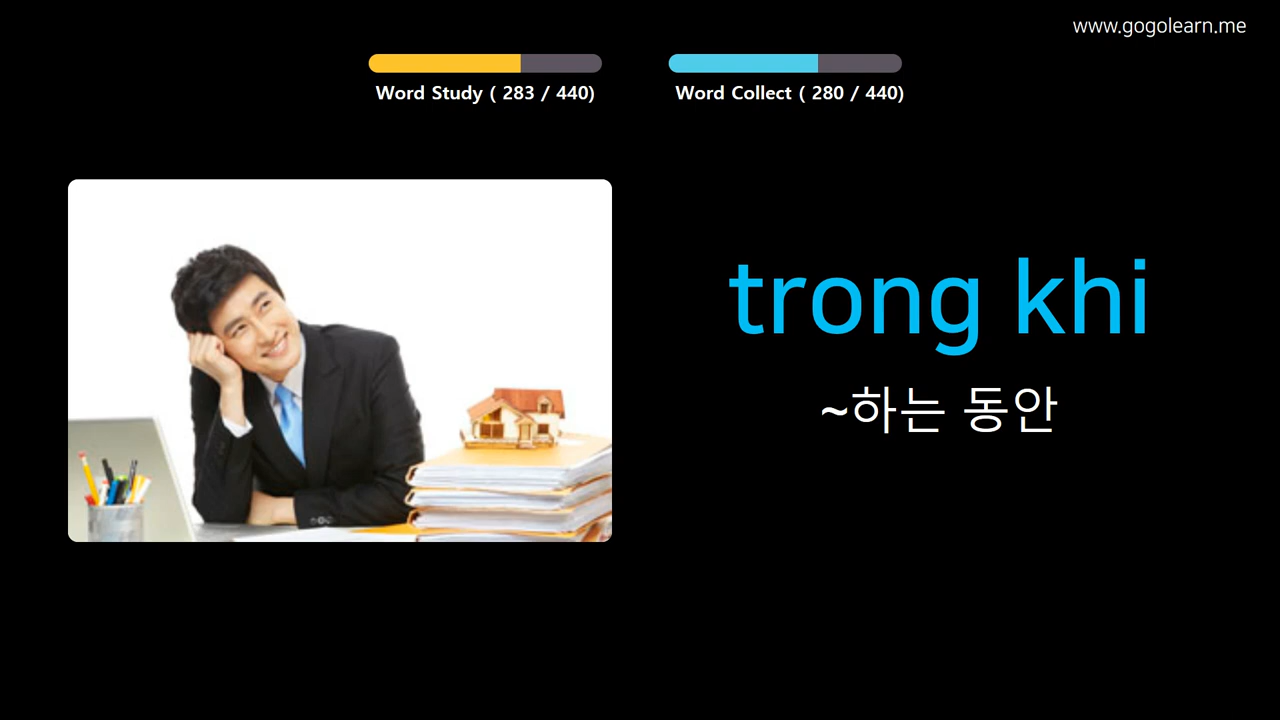 www.gogolearn.me
Word Study ( 283 / 440)
Word Collect ( 280 / 440)
trong khi
~하는 동안